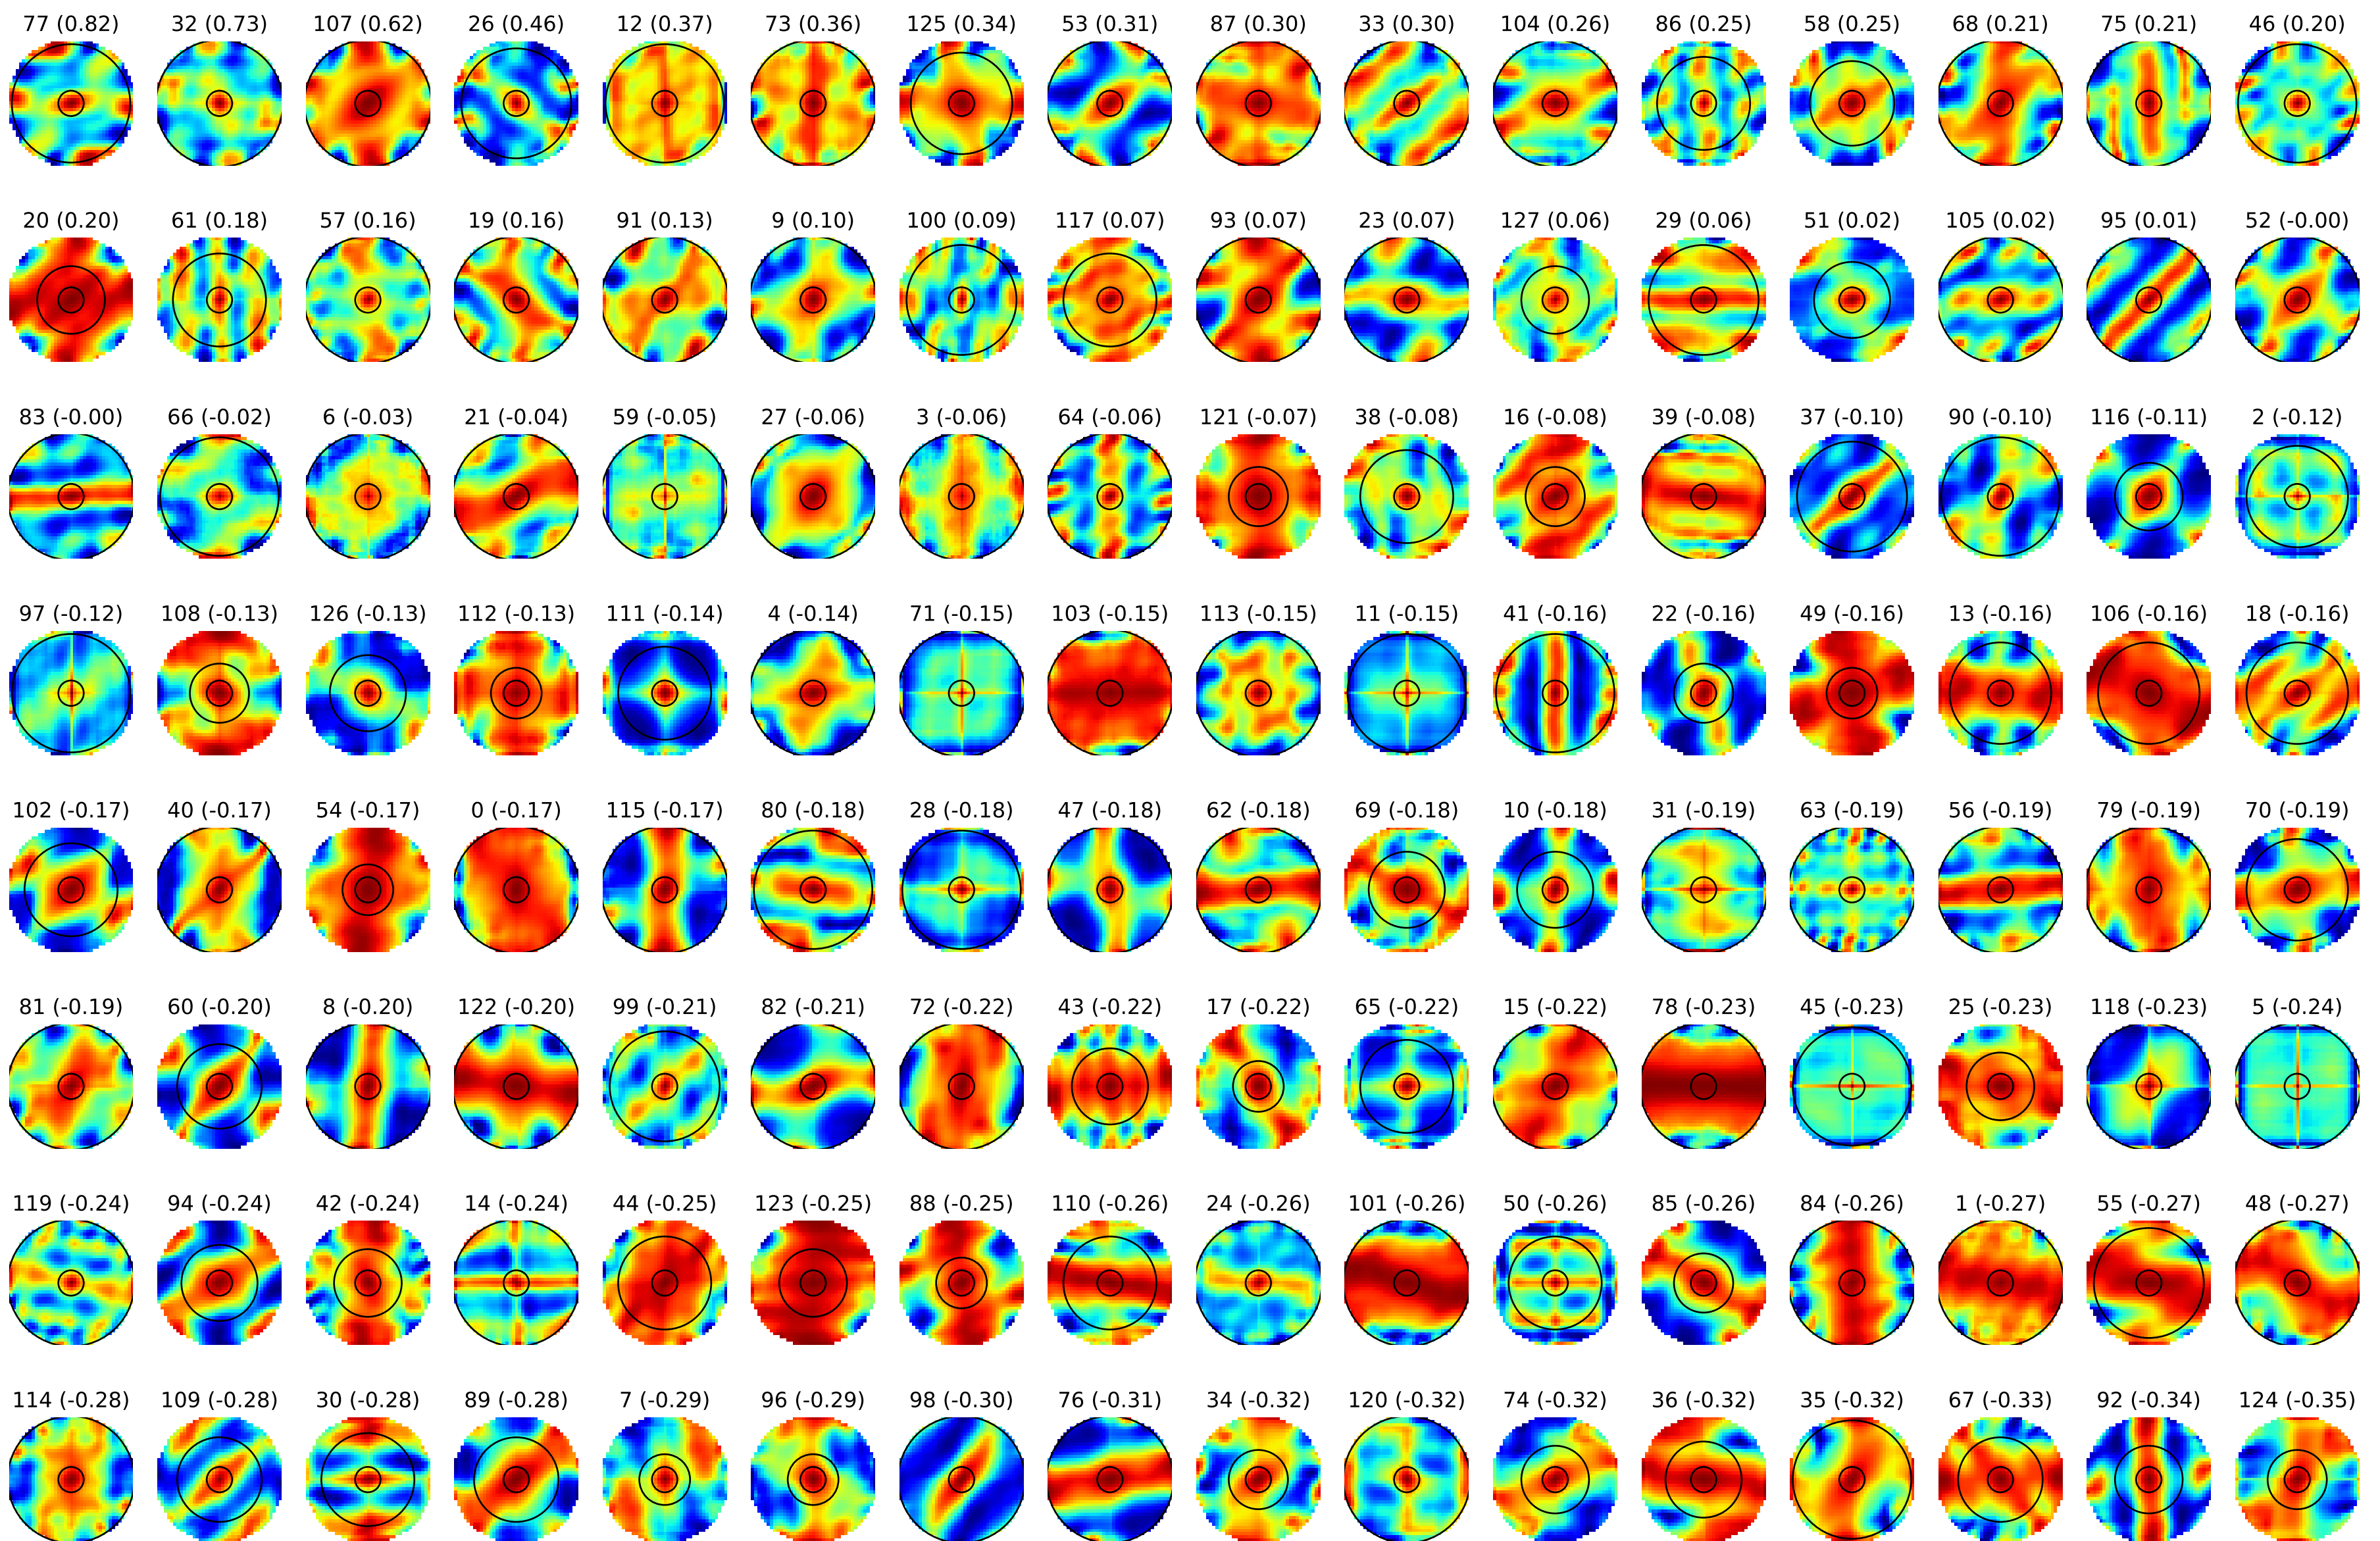 77 (0.82) 32 (0.73) 107 (0.62) 26 (0.46) 12 (0.37) 73 (0.36) 125 (0.34) 53 (0.31) 87 (0.30) 33 (0.30) 104 (0.26) 86 (0.25) 58 (0.25) 68 (0.21) 75 (0.21) 46 (0.20)
20 (0.20) 61 (0.18) 57 (0.16) 19 (0.16) 91 (0.13) 9 (0.10) 100 (0.09) 117 (0.07) 93 (0.07) 23 (0.07) 127 (0.06) 29 (0.06) 51 (0.02) 105 (0.02) 95 (0.01) 52 (-0.00)
83 (-0.00) 66 (-0.02) 6 (-0.03) 21 (-0.04) 59 (-0.05) 27 (-0.06) 3 (-0.06) 64 (-0.06) 121 (-0.07) 38 (-0.08) 16 (-0.08) 39 (-0.08) 37 (-0.10) 90 (-0.10) 116 (-0.11) 2 (-0.12)
97 (-0.12) 108 (-0.13) 126 (-0.13) 112 (-0.13) 111 (-0.14) 4 (-0.14) 71 (-0.15) 103 (-0.15) 113 (-0.15) 11 (-0.15) 41 (-0.16) 22 (-0.16) 49 (-0.16) 13 (-0.16) 106 (-0.16) 18 (-0.16)
102 (-0.17) 40 (-0.17) 54 (-0.17) 0 (-0.17) 115 (-0.17) 80 (-0.18) 28 (-0.18) 47 (-0.18) 62 (-0.18) 69 (-0.18) 10 (-0.18) 31 (-0.19) 63 (-0.19) 56 (-0.19) 79 (-0.19) 70 (-0.19)
81 (-0.19) 60 (-0.20) 8 (-0.20) 122 (-0.20) 99 (-0.21) 82 (-0.21) 72 (-0.22) 43 (-0.22) 17 (-0.22) 65 (-0.22) 15 (-0.22) 78 (-0.23) 45 (-0.23) 25 (-0.23) 118 (-0.23) 5 (-0.24)
119 (-0.24) 94 (-0.24) 42 (-0.24) 14 (-0.24) 44 (-0.25) 123 (-0.25) 88 (-0.25) 110 (-0.26) 24 (-0.26) 101 (-0.26) 50 (-0.26) 85 (-0.26) 84 (-0.26) 1 (-0.27) 55 (-0.27) 48 (-0.27)
114 (-0.28) 109 (-0.28) 30 (-0.28) 89 (-0.28) 7 (-0.29) 96 (-0.29) 98 (-0.30) 76 (-0.31) 34 (-0.32) 120 (-0.32) 74 (-0.32) 36 (-0.32) 35 (-0.32) 67 (-0.33) 92 (-0.34) 124 (-0.35)